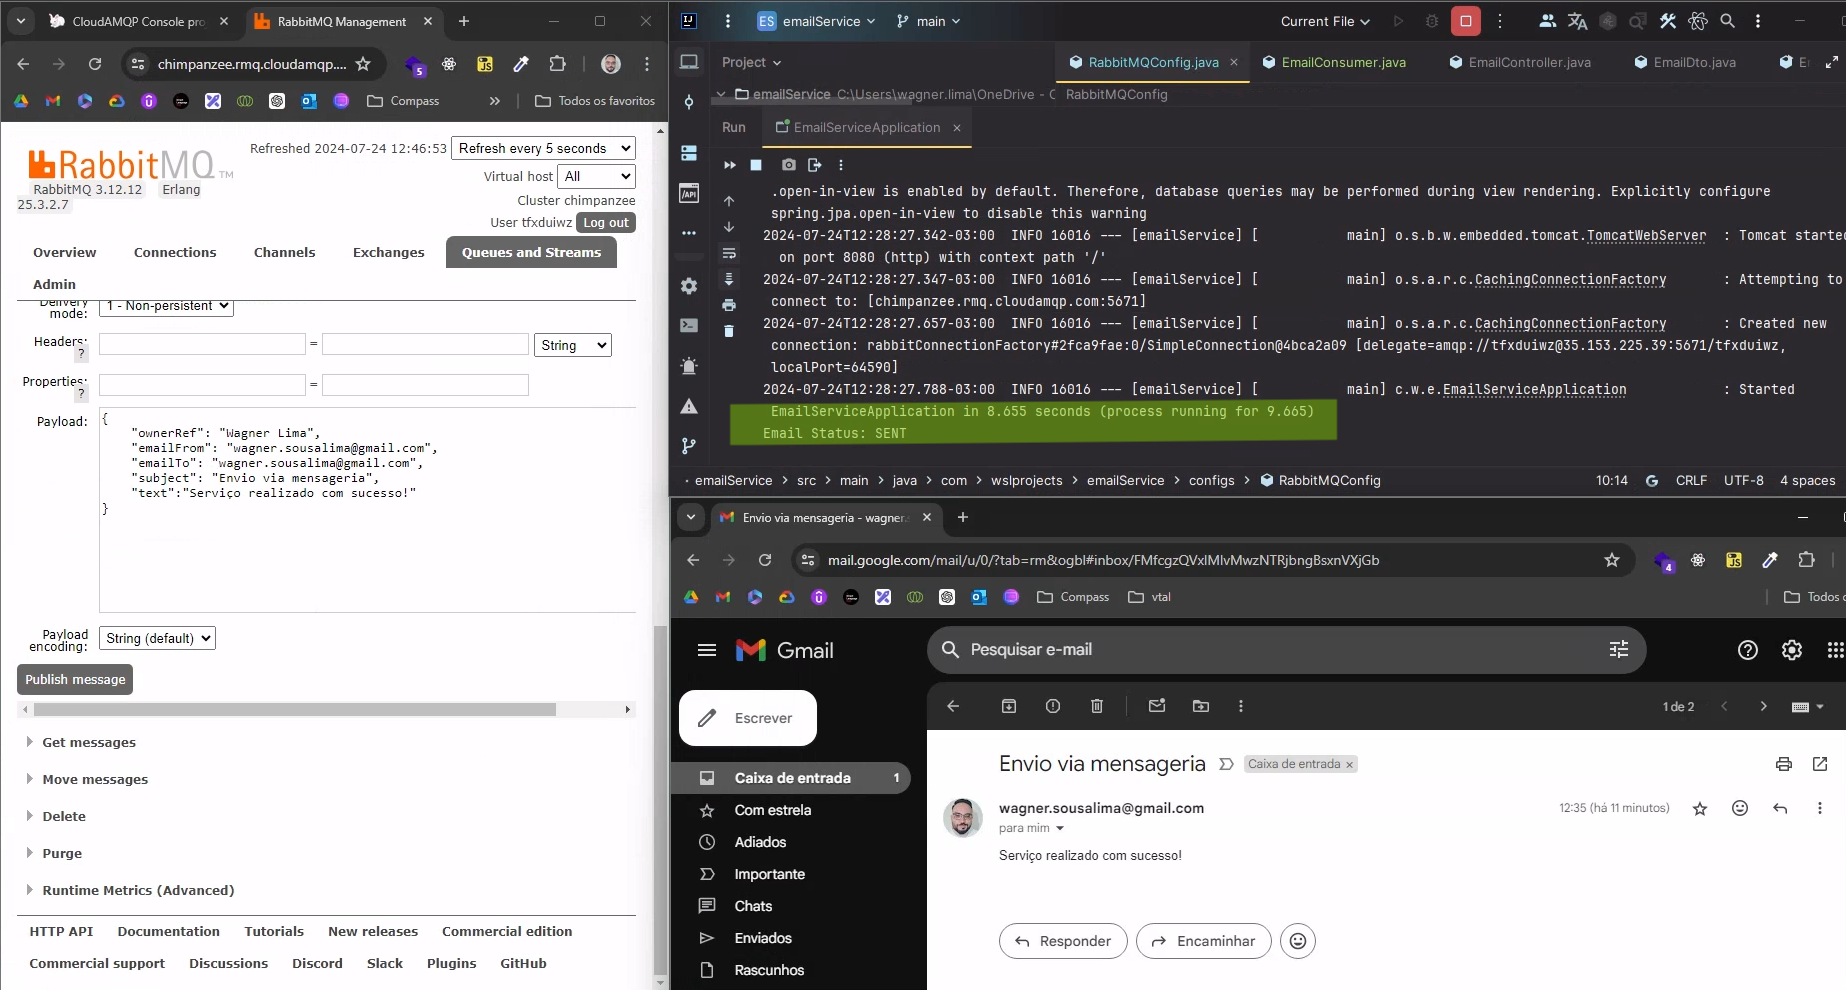 CloudAMQP Console pro
RabbitMQ Management
chimpanzee.rmq.cloudamqp....
5
JS
Compass
Todos os favoritos
RabbitMQ TM
Refreshed 2024-07-24 12:46:53
Refresh every 5 seconds
RabbitMQ 3.12.12
Erlang
25.3.2.7
Virtual host
All
Cluster chimpanzee
User tfxduiwz
Log out
Overview
Connections
Channels
Exchanges
Queues and Streams
Admin
Delivery
mode:
1 - Non-persistent
Headers:
?
=
String
Properties:
?
=
Payload:
{
"ownerRef": "Wagner Lima",
"emailFrom": "wagner.sousalima@gmail.com",
"emailTo": "wagner.sousalima@gmail.com",
"subject": "Envio via mensageria",
"text":"Serviço realizado com sucesso!"
}
Payload
encoding:
String (default)
Publish message
Get messages
Move messages
Delete
Purge
Runtime Metrics (Advanced)
HTTP API
Documentation
Tutorials
New releases
Commercial edition
Commercial support
Discussions
Discord
Slack
Plugins
GitHub
IJ
ES
emailService
main
Current File
Project
RabbitMQConfig.java
EmailConsumer.java
EmailController.java
EmailDto.java
emailService C:\Users\wagner.lima\OneDrive - C
RabbitMQConfig
Run
EmailServiceApplication
API
.open-in-view is enabled by default. Therefore, database queries may be performed during view rendering. Explicitly configure
spring.jpa.open-in-view to disable this warning
2024-07-24T12:28:27.342-03:00 INFO 16016 --- [emailService] [ main] o.s.b.w.embedded.tomcat.TomcatWebServer : Tomcat started
on port 8080 (http) with context path '/'
2024-07-24T12:28:27.347-03:00 INFO 16016 --- [emailService] [ main] o.s.a.r.c.CachingConnectionFactory : Attempting to
connect to: [chimpanzee.rmq.cloudamqp.com:5671]
2024-07-24T12:28:27.657-03:00 INFO 16016 --- [emailService] [ main] o.s.a.r.c.CachingConnectionFactory : Created new
connection: rabbitConnectionFactory#2fca9fae:0/SimpleConnection@4bca2a09 [delegate=amqp://tfxduiwz@35.153.225.39:5671/tfxduiwz,
localPort=64590]
2024-07-24T12:28:27.788-03:00 INFO 16016 --- [emailService] [ main] c.w.e.EmailServiceApplication : Started
EmailServiceApplication in 8.655 seconds (process running for 9.665)
Email Status: SENT
emailService > src > main > java > com > wslprojects > emailService > configs > RabbitMQConfig
10:14
G
CRLF
UTF-8
4 spaces
Envio via mensageria - wagner.s
mail.google.com/mail/u/0/?tab=rm&ogbl#inbox/FMfcgzQVxlMlvMwzNTRjbngBsxnVXjGb
4
JS
Compass
vtal
Todos
Gmail
Pesquisar e-mail
Escrever
1 de 2
Caixa de entrada
1
Com estrela
Adiados
Importante
Chats
Enviados
Rascunhos
Envio via mensageria
Caixa de entrada ×
wagner.sousalima@gmail.com
12:35 (há 11 minutos)
para mim
Serviço realizado com sucesso!
Responder
Encaminhar